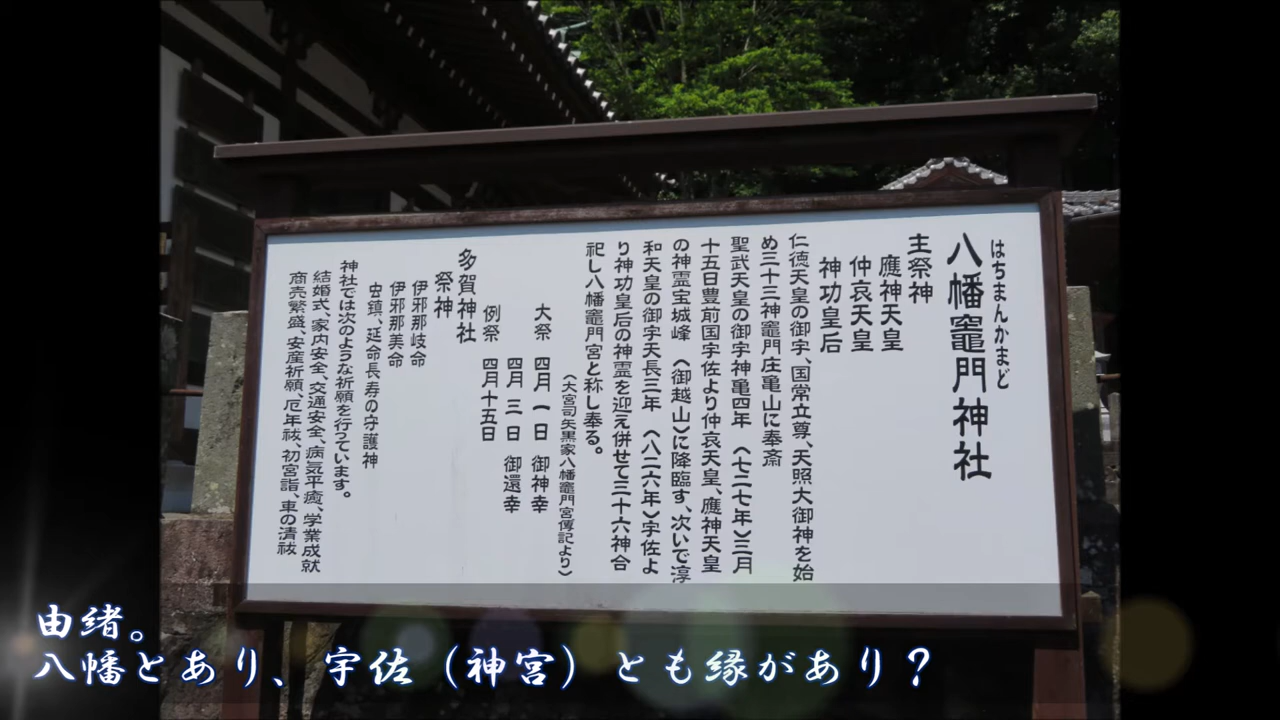 はちまんかまど
八幡竈門神社
主祭神
應神天皇
仲哀天皇
神功皇后
仁徳天皇の御宇、国常立尊、天照大御神を始
め三十三神竈門庄亀山に奉斎
聖武天皇の御宇神亀四年（七二七年）三月
十五日豊前国宇佐より仲哀天皇、應神天皇
の神霊宝城峰（御越山）に降臨す、次いで淳
和天皇の御宇天長三年（八二六年）宇佐よ
り神功皇后の神霊を迎え併せて三十六神合
祀し八幡竈門宮と称し奉る。
（大宮司矢黒家八幡竈門宮傳記より）
大祭 四月一日 御神幸
四月三日 御還幸
例祭 四月十五日
多賀神社
祭神
伊邪那岐命
伊邪那美命
虫鎮、延命長寿の守護神
神社では次のような祈願を行っています。
結婚式、家内安全、交通安全、病気平癒、学業成就
商売繁盛、安産祈願、厄年祓、初宮詣、車の清祓
由緒。
八幡とあり、宇佐（神宮）とも縁があり？